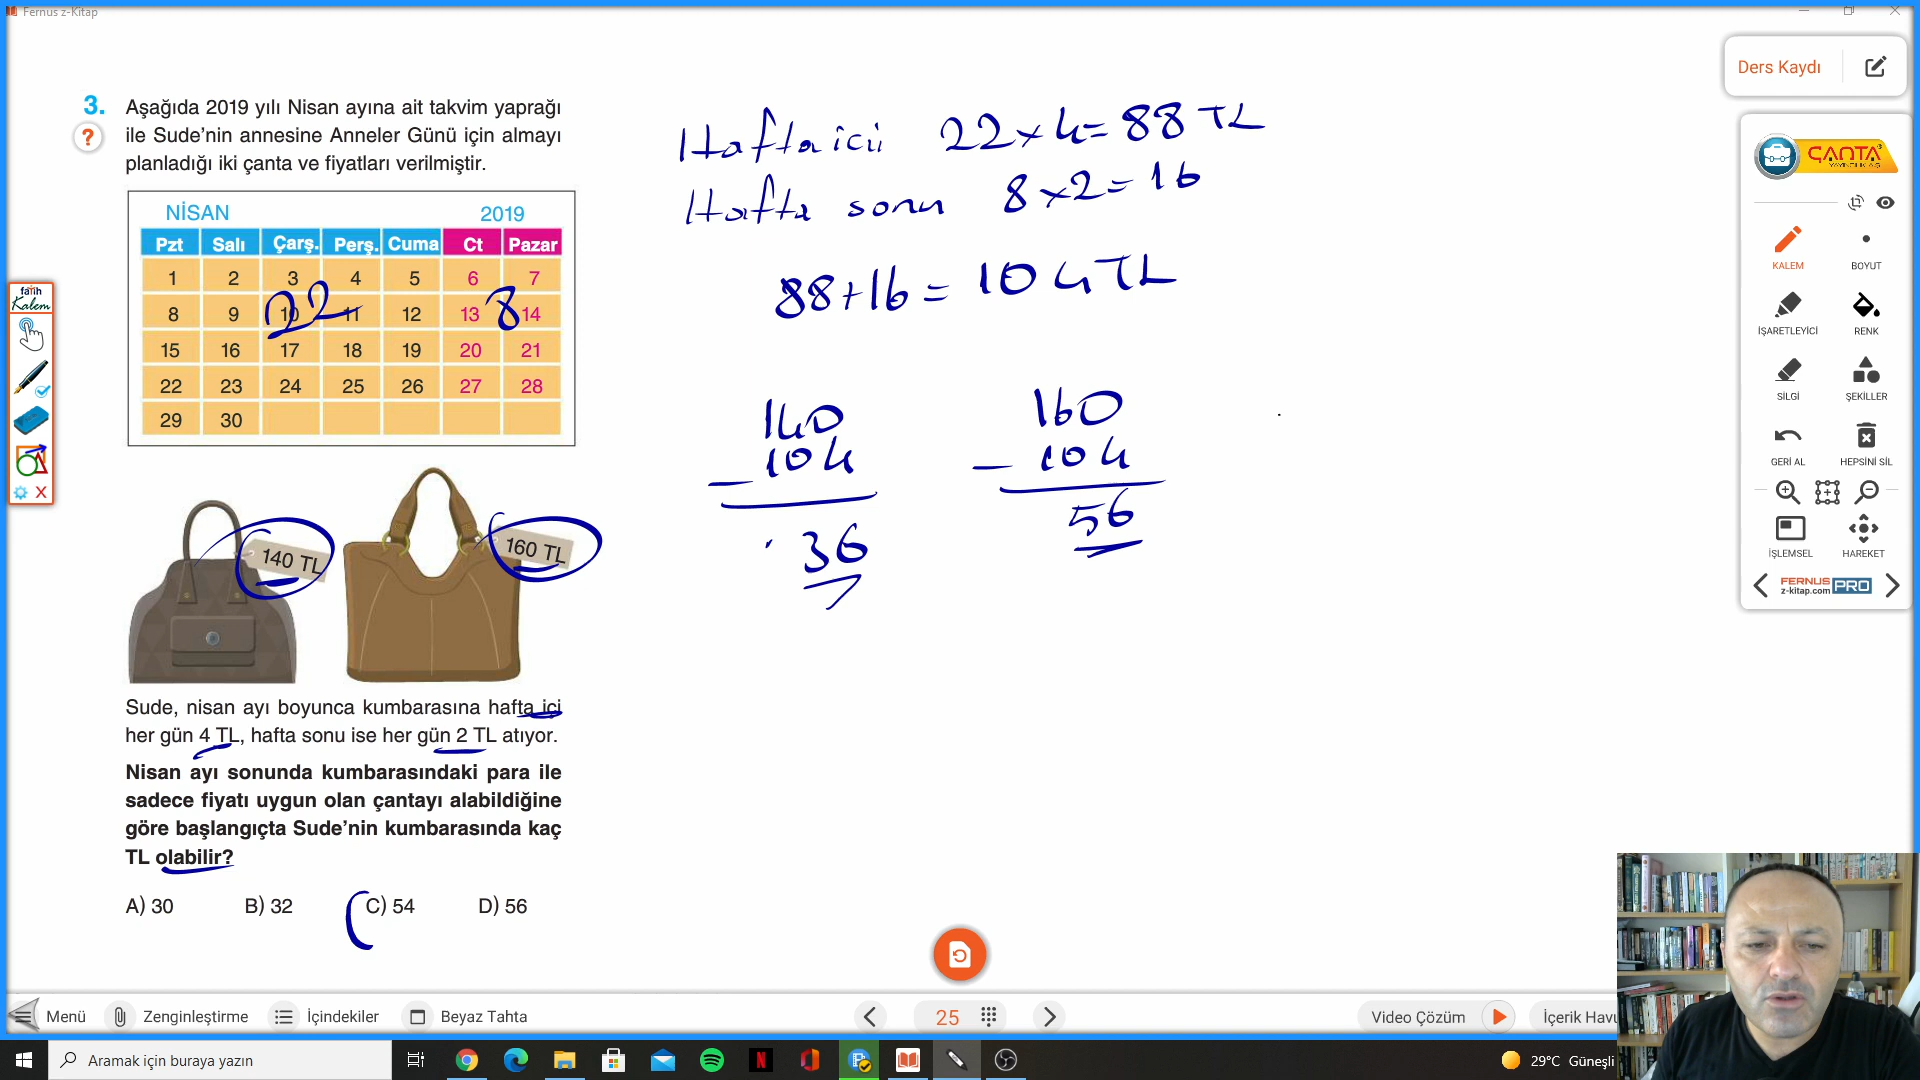 Fernus z-Kitap
Ders Kaydı
3. Aşağıda 2019 yılı Nisan ayına ait takvim yaprağı
ile Sude'nin annesine Anneler Günü için almayı
planladığı iki çanta ve fiyatları verilmiştir.
?
NİSAN 2019
Pzt Salı Çarş. Perş. Cuma Ct Pazar
1 2 3 4 5 6 7
8 9 10 11 12 13 14
22 8
15 16 17 18 19 20 21
22 23 24 25 26 27 28
29 30
140 TL
160 TL
Sude, nisan ayı boyunca kumbarasına hafta içi
her gün 4 TL, hafta sonu ise her gün 2 TL atıyor.
Nisan ayı sonunda kumbarasındaki para ile
sadece fiyatı uygun olan çantayı alabildiğine
göre başlangıçta Sude'nin kumbarasında kaç
TL olabilir?
A) 30 B) 32 C) 54 D) 56
Hafta içii 22×4=88 TL
Hafta sonu 8×2=16
88+16=104 TL
140
- 104
36
160
- 104
56
fatih
Kalem
X
ÇANTA
YAYINCILIK
KALEM
BOYUT
İŞARETLEYİCİ
RENK
SİLGİ
ŞEKİLLER
GERİ AL
HEPSİNİ SİL
İŞLEMSEL
HAREKET
FERNUS PRO
z-kitap.com
Menü
Zenginleştirme
İçindekiler
Beyaz Tahta
25
Video Çözüm
İçerik Havu
Aramak için buraya yazın
29°C Güneşli